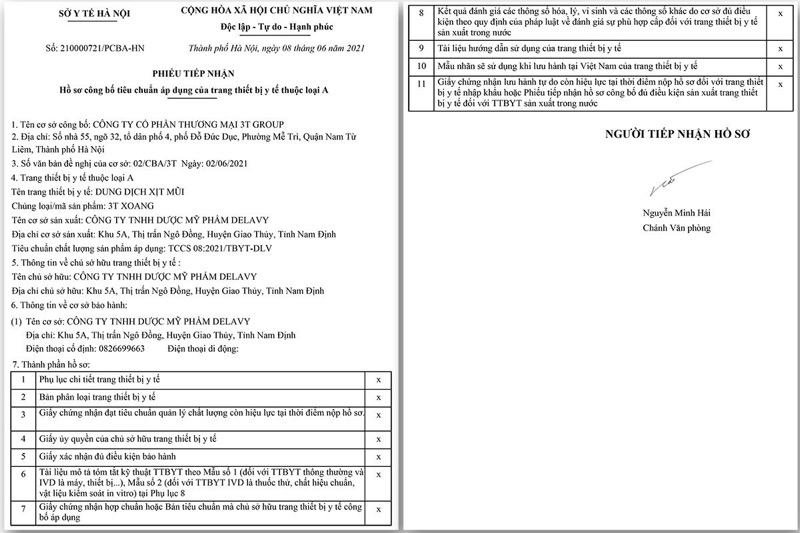 SỞ Y TẾ HÀ NỘI
CỘNG HÒA XÃ HỘI CHỦ NGHĨA VIỆT NAM
Độc lập - Tự do - Hạnh phúc
Số: 210000721/PCBA-HN
Thành phố Hà Nội, ngày 08 tháng 06 năm 2021
PHIẾU TIẾP NHẬN
Hồ sơ công bố tiêu chuẩn áp dụng của trang thiết bị y tế thuộc loại A
1. Tên cơ sở công bố: CÔNG TY CỔ PHẦN THƯƠNG MẠI 3T GROUP
2. Địa chỉ: Số nhà 55, ngõ 32, tổ dân phố 4, phố Đỗ Đức Dục, Phường Mễ Trì, Quận Nam Từ
Liêm, Thành phố Hà Nội
3. Số văn bản đề nghị của cơ sở: 02/CBA/3T Ngày: 02/06/2021
4. Trang thiết bị y tế thuộc loại A
Tên trang thiết bị y tế: DUNG DỊCH XỊT MŨI
Chủng loại/mã sản phẩm: 3T XOANG
Tên cơ sở sản xuất: CÔNG TY TNHH DƯỢC MỸ PHẨM DELAVY
Địa chỉ cơ sở sản xuất: Khu 5A, Thị trấn Ngô Đồng, Huyện Giao Thủy, Tỉnh Nam Định
Tiêu chuẩn chất lượng sản phẩm áp dụng: TCCS 08:2021/TBYT-DLV
5. Thông tin về chủ sở hữu trang thiết bị y tế :
Tên chủ sở hữu: CÔNG TY TNHH DƯỢC MỸ PHẨM DELAVY
Địa chỉ chủ sở hữu: Khu 5A, Thị trấn Ngô Đồng, Huyện Giao Thủy, Tỉnh Nam Định
6. Thông tin về cơ sở bảo hành:
(1) Tên cơ sở: CÔNG TY TNHH DƯỢC MỸ PHẨM DELAVY
Địa chỉ: Khu 5A, Thị trấn Ngô Đồng, Huyện Giao Thủy, Tỉnh Nam Định
Điện thoại cố định: 0826699663 Điện thoại di động:
7. Thành phần hồ sơ:
1 Phụ lục chi tiết trang thiết bị y tế x
2 Bản phân loại trang thiết bị y tế x
3 Giấy chứng nhận đạt tiêu chuẩn quản lý chất lượng còn hiệu lực tại thời điểm nộp hồ sơ. x
4 Giấy ủy quyền của chủ sở hữu trang thiết bị y tế x
5 Giấy xác nhận đủ điều kiện bảo hành x
6 Tài liệu mô tả tóm tắt kỹ thuật TTBYT theo Mẫu số 1 (đối với TTBYT thông thường và x
IVD là máy, thiết bị...), Mẫu số 2 (đối với TTBYT IVD là thuốc thử, chất hiệu chuẩn,
vật liệu kiểm soát in vitro) tại Phụ lục 8
7 Giấy chứng nhận hợp chuẩn hoặc Bản tiêu chuẩn mà chủ sở hữu trang thiết bị y tế công x
bố áp dụng
8 Kết quả đánh giá các thông số hóa, lý, vi sinh và các thông số khác do cơ sở đủ điều x
kiện theo quy định của pháp luật về đánh giá sự phù hợp cấp đối với trang thiết bị y tế
sản xuất trong nước
9 Tài liệu hướng dẫn sử dụng của trang thiết bị y tế x
10 Mẫu nhãn sẽ sử dụng khi lưu hành tại Việt Nam của trang thiết bị y tế x
11 Giấy chứng nhận lưu hành tự do còn hiệu lực tại thời điểm nộp hồ sơ đối với trang thiết x
bị y tế nhập khẩu hoặc Phiếu tiếp nhận hồ sơ công bố đủ điều kiện sản xuất trang thiết
bị y tế đối với TTBYT sản xuất trong nước
NGƯỜI TIẾP NHẬN HỒ SƠ
Nguyễn Minh Hải
Chánh Văn phòng